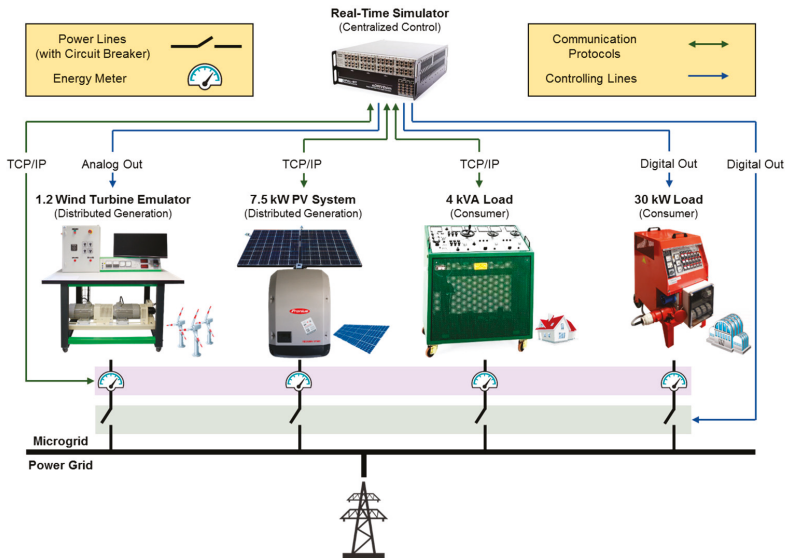 Real-Time Simulator
(Centralized Control)
Power Lines
(with Circuit Breaker)
Energy Meter
Communication
Protocols
Controlling Lines
TCP/IP
Analog Out
TCP/IP
TCP/IP
Digital Out
Digital Out
1.2 Wind Turbine Emulator
(Distributed Generation)
7.5 kW PV System
(Distributed Generation)
4 kVA Load
(Consumer)
30 kW Load
(Consumer)
Fronius
Microgrid
Power Grid